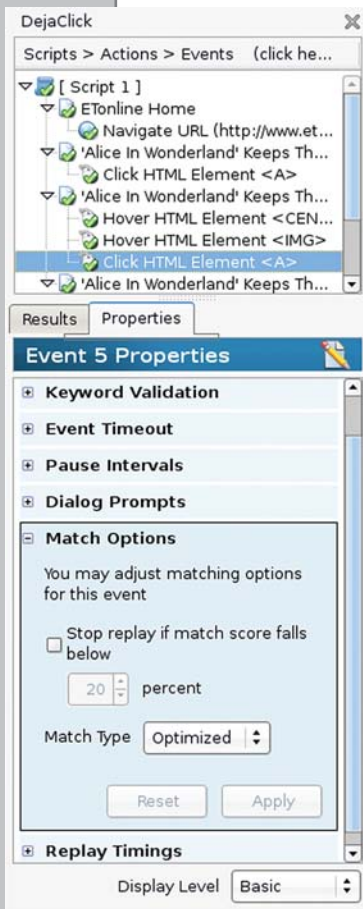 DejaClick
Scripts > Actions > Events (click he...
[ Script 1 ]
ETonline Home
Navigate URL (http://www.et...
'Alice In Wonderland' Keeps Th...
Click HTML Element <A>
'Alice In Wonderland' Keeps Th...
Hover HTML Element <CEN...
Hover HTML Element <IMG>
Click HTML Element <A>
'Alice In Wonderland' Keeps Th...
Results Properties
Event 5 Properties
Keyword Validation
Event Timeout
Pause Intervals
Dialog Prompts
Match Options
You may adjust matching options
for this event
Stop replay if match score falls
below
20 percent
Match Type Optimized
Reset Apply
Replay Timings
Display Level Basic